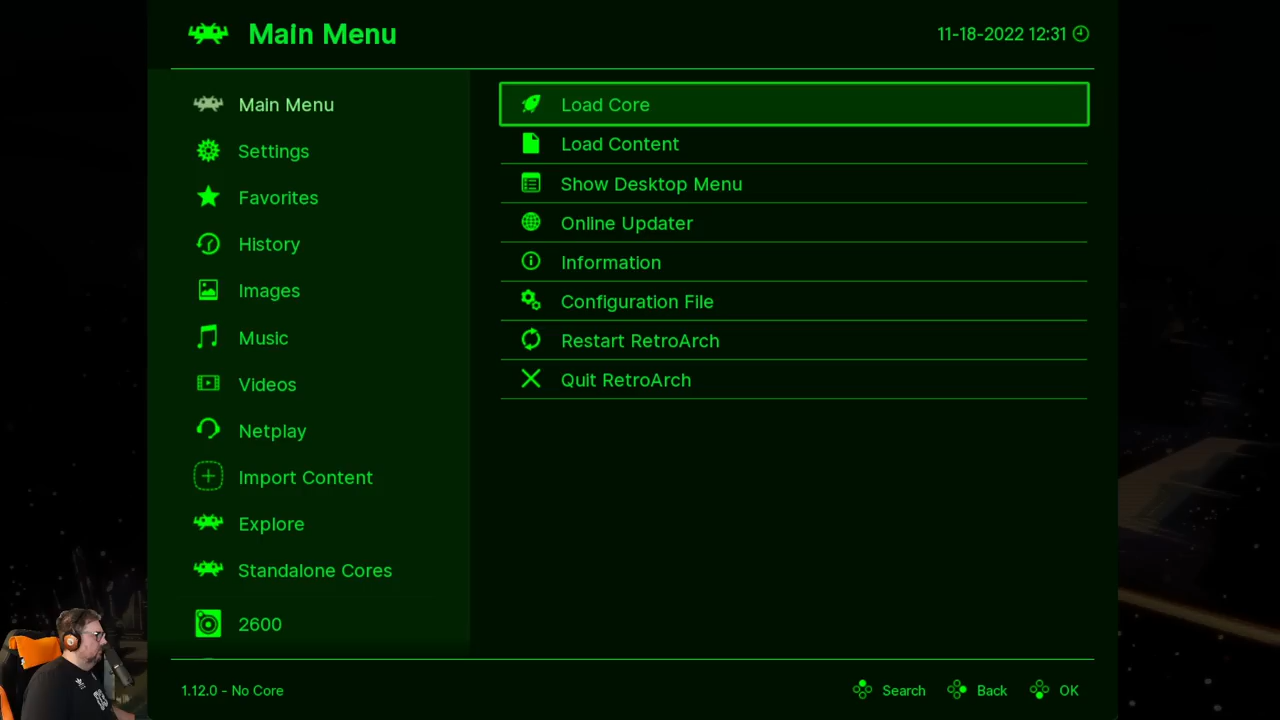 Main Menu
11-18-2022 12:31
Main Menu
Settings
Favorites
History
Images
Music
Videos
Netplay
Import Content
Explore
Standalone Cores
2600
Load Core
Load Content
Show Desktop Menu
Online Updater
Information
Configuration File
Restart RetroArch
Quit RetroArch
1.12.0 - No Core
Search
Back
OK